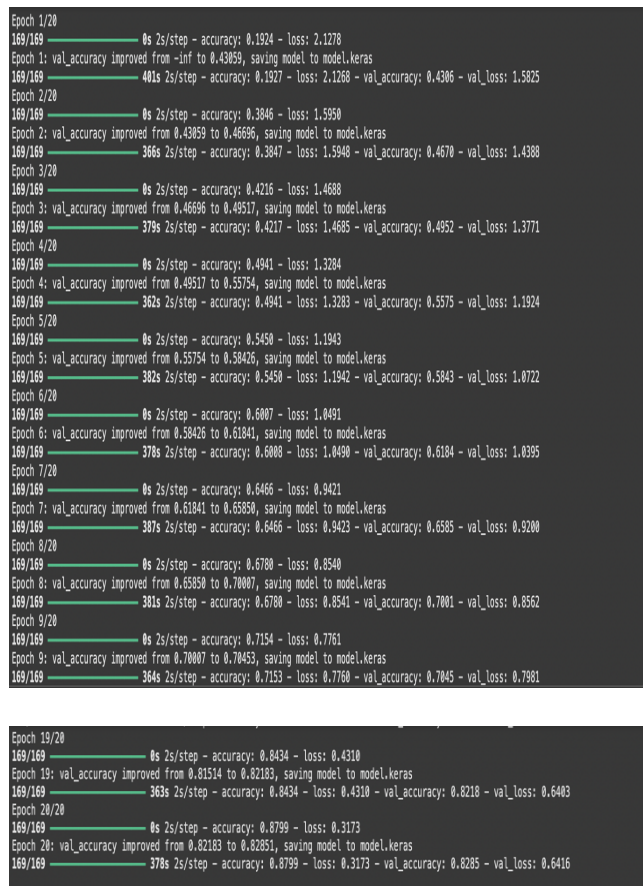 Epoch 1/20
169/169 0s 2s/step - accuracy: 0.1924 - loss: 2.1278
Epoch 1: val_accuracy improved from -inf to 0.43059, saving model to model.keras
169/169 401s 2s/step - accuracy: 0.1927 - loss: 2.1268 - val_accuracy: 0.4306 - val_loss: 1.5825
Epoch 2/20
169/169 0s 2s/step - accuracy: 0.3846 - loss: 1.5950
Epoch 2: val_accuracy improved from 0.43059 to 0.46696, saving model to model.keras
169/169 366s 2s/step - accuracy: 0.3847 - loss: 1.5948 - val_accuracy: 0.4670 - val_loss: 1.4388
Epoch 3/20
169/169 0s 2s/step - accuracy: 0.4216 - loss: 1.4688
Epoch 3: val_accuracy improved from 0.46696 to 0.49517, saving model to model.keras
169/169 379s 2s/step - accuracy: 0.4217 - loss: 1.4685 - val_accuracy: 0.4952 - val_loss: 1.3771
Epoch 4/20
169/169 0s 2s/step - accuracy: 0.4941 - loss: 1.3284
Epoch 4: val_accuracy improved from 0.49517 to 0.55754, saving model to model.keras
169/169 362s 2s/step - accuracy: 0.4941 - loss: 1.3283 - val_accuracy: 0.5575 - val_loss: 1.1924
Epoch 5/20
169/169 0s 2s/step - accuracy: 0.5450 - loss: 1.1943
Epoch 5: val_accuracy improved from 0.55754 to 0.58426, saving model to model.keras
169/169 382s 2s/step - accuracy: 0.5450 - loss: 1.1942 - val_accuracy: 0.5843 - val_loss: 1.0722
Epoch 6/20
169/169 0s 2s/step - accuracy: 0.6007 - loss: 1.0491
Epoch 6: val_accuracy improved from 0.58426 to 0.61841, saving model to model.keras
169/169 378s 2s/step - accuracy: 0.6008 - loss: 1.0490 - val_accuracy: 0.6184 - val_loss: 1.0395
Epoch 7/20
169/169 0s 2s/step - accuracy: 0.6466 - loss: 0.9421
Epoch 7: val_accuracy improved from 0.61841 to 0.65850, saving model to model.keras
169/169 387s 2s/step - accuracy: 0.6466 - loss: 0.9423 - val_accuracy: 0.6585 - val_loss: 0.9200
Epoch 8/20
169/169 0s 2s/step - accuracy: 0.6780 - loss: 0.8540
Epoch 8: val_accuracy improved from 0.65850 to 0.70007, saving model to model.keras
169/169 381s 2s/step - accuracy: 0.6780 - loss: 0.8541 - val_accuracy: 0.7001 - val_loss: 0.8562
Epoch 9/20
169/169 0s 2s/step - accuracy: 0.7154 - loss: 0.7761
Epoch 9: val_accuracy improved from 0.70007 to 0.70453, saving model to model.keras
169/169 364s 2s/step - accuracy: 0.7153 - loss: 0.7760 - val_accuracy: 0.7045 - val_loss: 0.7981
Epoch 19/20
169/169 0s 2s/step - accuracy: 0.8434 - loss: 0.4310
Epoch 19: val_accuracy improved from 0.81514 to 0.82183, saving model to model.keras
169/169 363s 2s/step - accuracy: 0.8434 - loss: 0.4310 - val_accuracy: 0.8218 - val_loss: 0.6403
Epoch 20/20
169/169 0s 2s/step - accuracy: 0.8799 - loss: 0.3173
Epoch 20: val_accuracy improved from 0.82183 to 0.82851, saving model to model.keras
169/169 378s 2s/step - accuracy: 0.8799 - loss: 0.3173 - val_accuracy: 0.8285 - val_loss: 0.6416